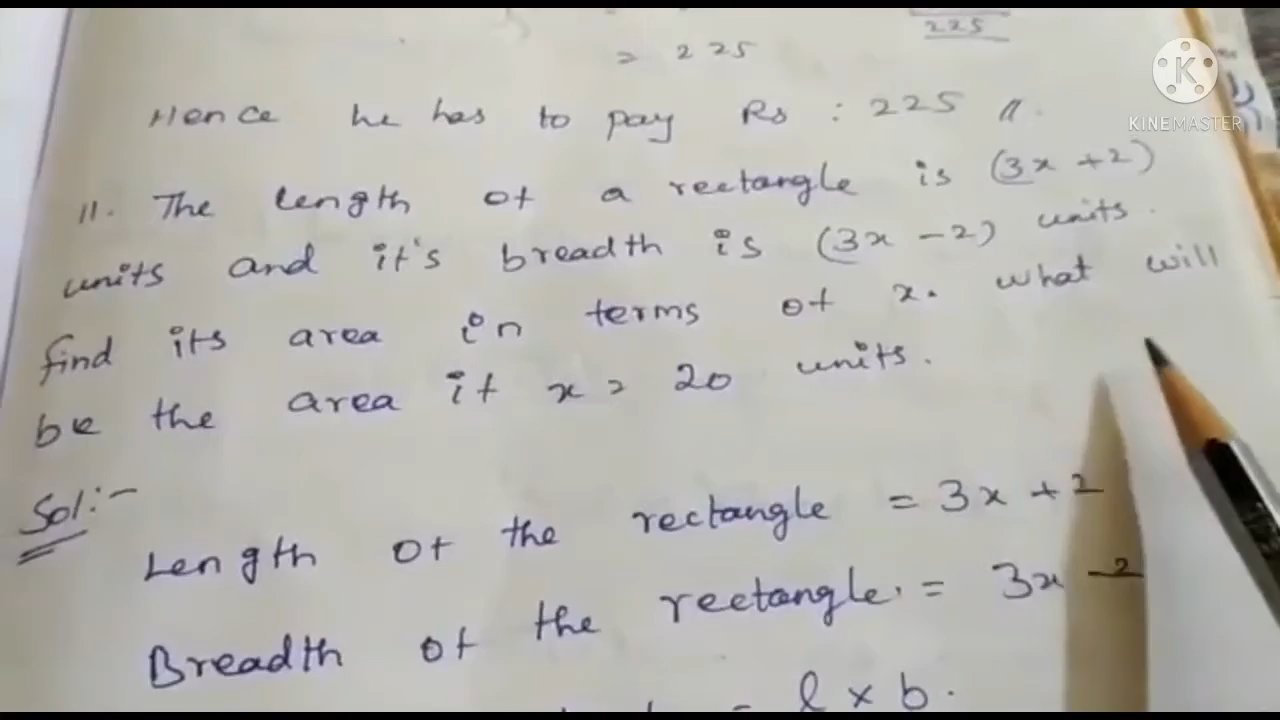 225
= 225
Hence he has to pay Rs : 225 //.
KINEMASTER
11. The length of a rectangle is (3x +2)
units and it's breadth is (3x -2) units.
find its area in terms of x. what will
be the area if x = 20 units.
Sol:-
Length of the rectangle = 3x +2
Breadth of the rectangle. = 3x - 2
= l x b.